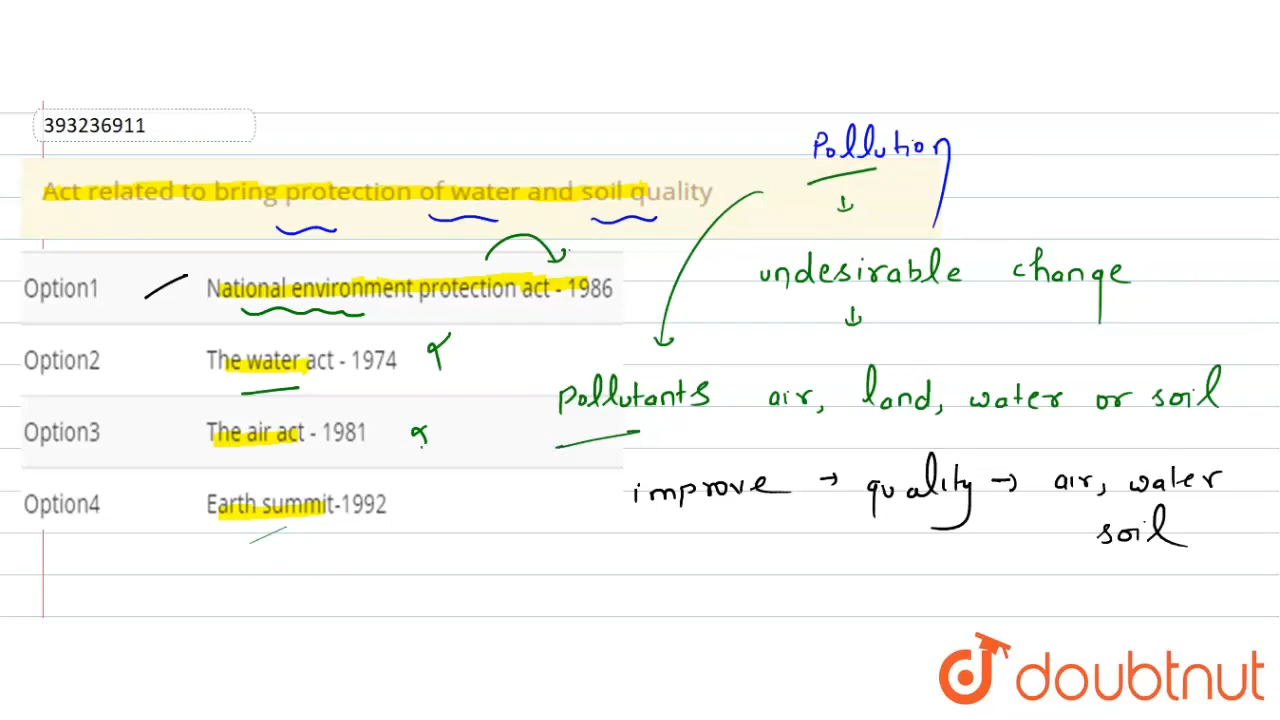 393236911
Pollution
Act related to bring protection of water and soil quality
undesirable change
Option1 National environment protection act - 1986
Option2 The water act - 1974
pollutants air, land, water or soil
Option3 The air act - 1981
improve → quality → air, water
soil
Option4 Earth summit-1992
doubtnut